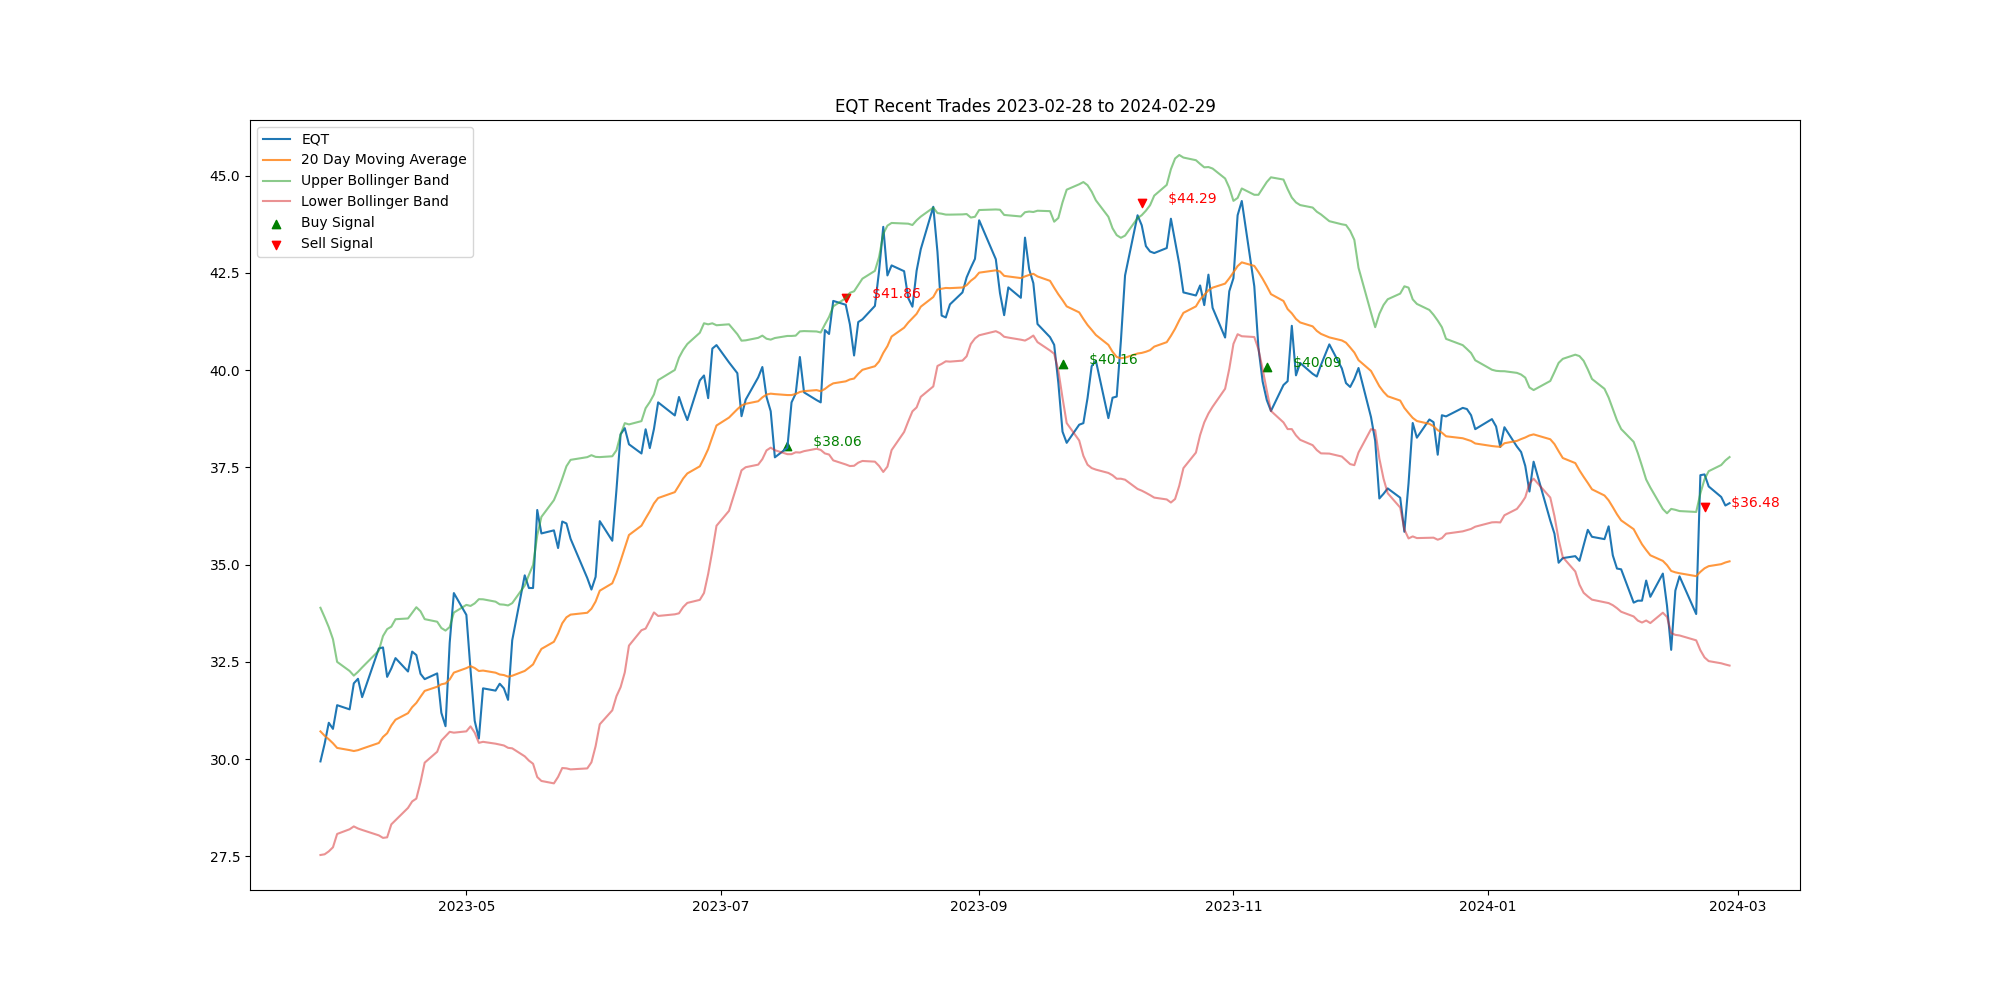 EQT Recent Trades 2023-02-28 to 2024-02-29
EQT
20 Day Moving Average
Upper Bollinger Band
Lower Bollinger Band
Buy Signal
Sell Signal
45.0
42.5
40.0
37.5
35.0
32.5
30.0
27.5
$38.06
$41.86
$40.16
$44.29
$40.09
$36.48
2023-05
2023-07
2023-09
2023-11
2024-01
2024-03